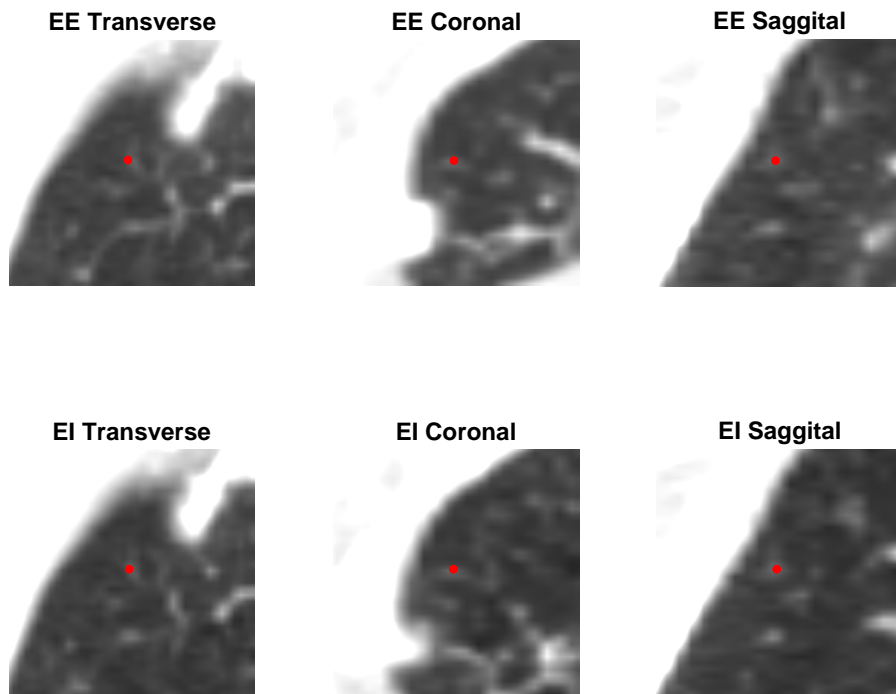 EE Transverse
EE Coronal
EE Saggital
EI Transverse
EI Coronal
EI Saggital